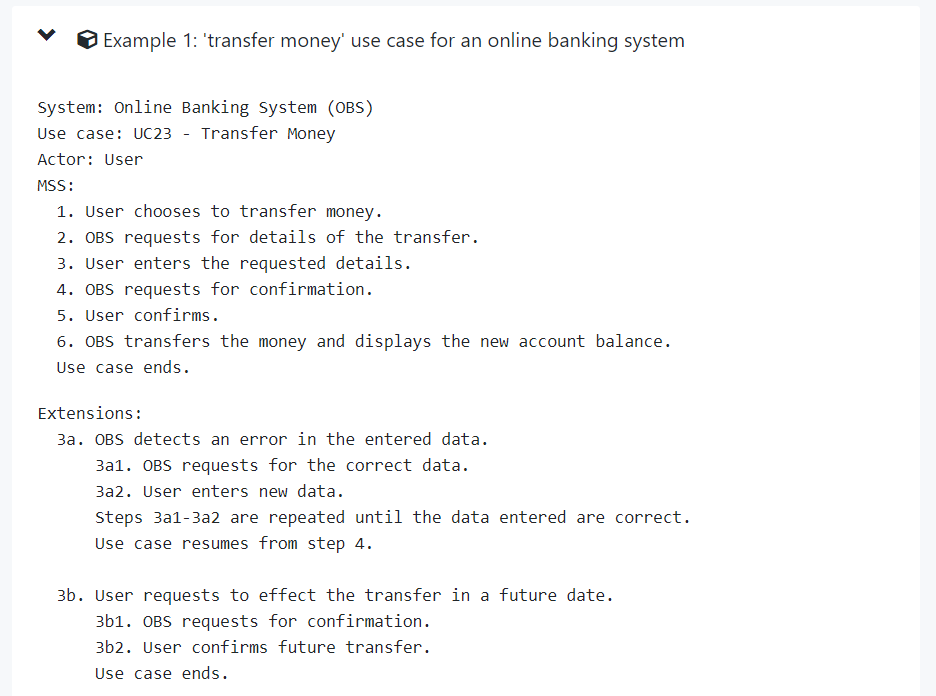 Example 1: 'transfer money' use case for an online banking system
System: Online Banking System (OBS)
Use case: UC23 - Transfer Money
Actor: User
MSS:
1. User chooses to transfer money.
2. OBS requests for details of the transfer.
3. User enters the requested details.
4. OBS requests for confirmation.
5. User confirms.
6. OBS transfers the money and displays the new account balance.
Use case ends.
Extensions:
3a. OBS detects an error in the entered data.
3a1. OBS requests for the correct data.
3a2. User enters new data.
Steps 3a1-3a2 are repeated until the data entered are correct.
Use case resumes from step 4.
3b. User requests to effect the transfer in a future date.
3b1. OBS requests for confirmation.
3b2. User confirms future transfer.
Use case ends.